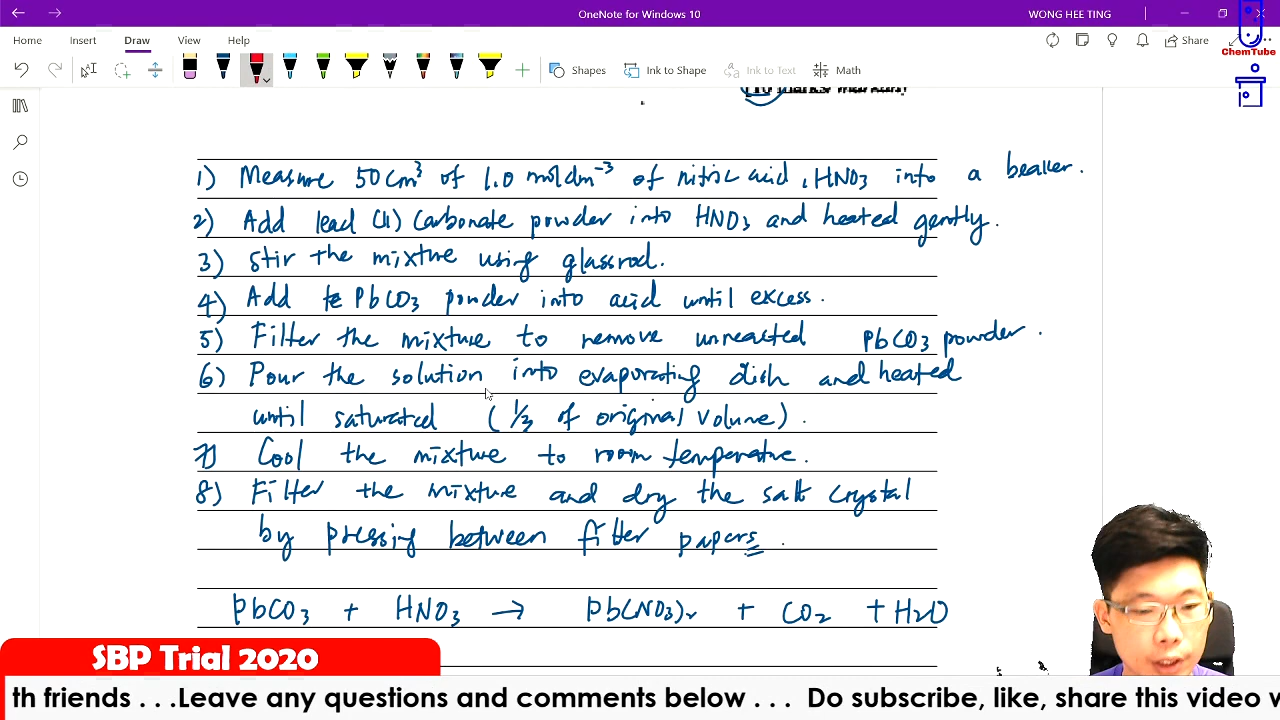 OneNote for Windows 10
WONG HEE TING
Home
Insert
Draw
View
Help
Share
ChemTube
Shapes
Ink to Shape
Ink to Text
Math
1) Measure 50cm³ of 1.0 moldm⁻³ of nitric acid, HNO3 into a beaker.
2) Add lead (II) carbonate powder into HNO3 and heated gently.
3) Stir the mixture using glassrod.
4) Add PbCO3 powder into acid until excess.
5) Filter the mixture to remove unreacted PbCO3 powder.
6) Pour the solution into evaporating dish and heated
until saturated (1/3 of original volume).
7) Cool the mixture to room temperature.
8) Filter the mixture and dry the salt crystal
by pressing between filter papers.
PbCO3 + HNO3 → Pb(NO3)2 + CO2 + H2O
SBP Trial 2020
th friends . . .Leave any questions and comments below . . . Do subscribe, like, share this video w